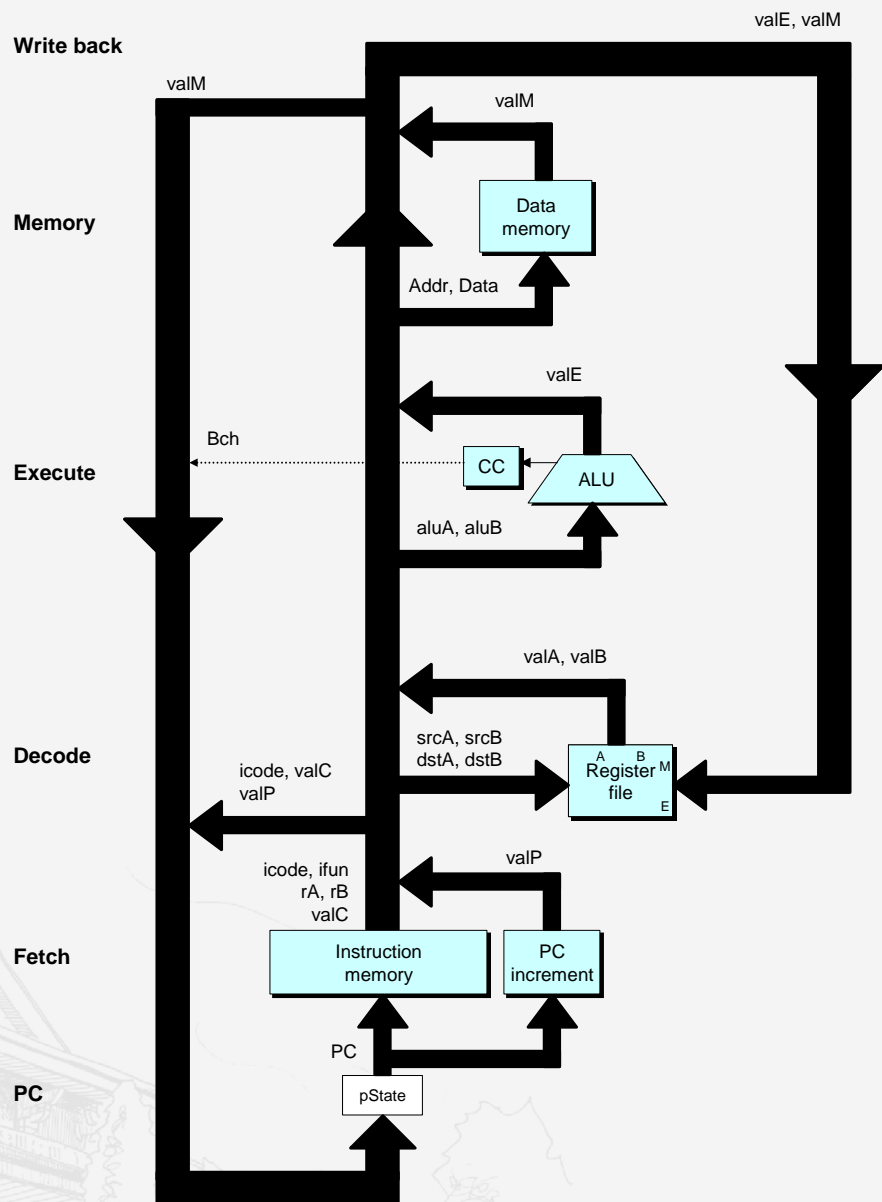 valE, valM
Write back
valM
valM
Data
memory
Memory
Addr, Data
valE
Bch
CC
ALU
Execute
aluA, aluB
valA, valB
srcA, srcB
dstA, dstB
Decode
A B
Register M
file
E
icode, valC
valP
icode, ifun
rA, rB
valC
valP
Fetch
Instruction
memory
PC
increment
PC
PC
pState